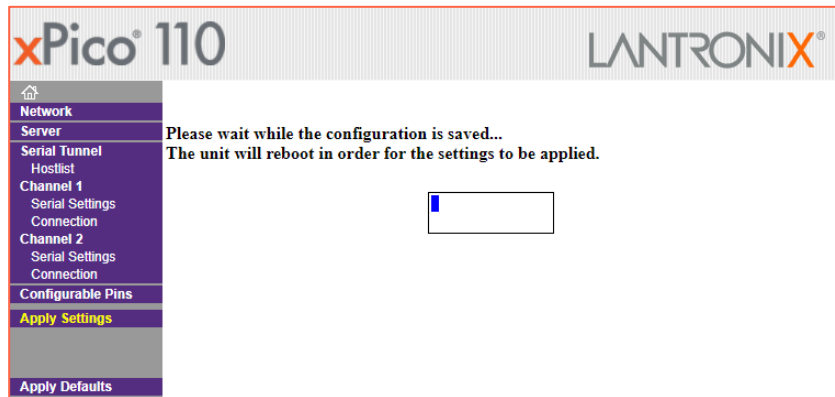 xPico® 110
LANTRONIX®
Network
Server
Serial Tunnel
Hostlist
Channel 1
Serial Settings
Connection
Channel 2
Serial Settings
Connection
Configurable Pins
Apply Settings
Apply Defaults
Please wait while the configuration is saved...
The unit will reboot in order for the settings to be applied.